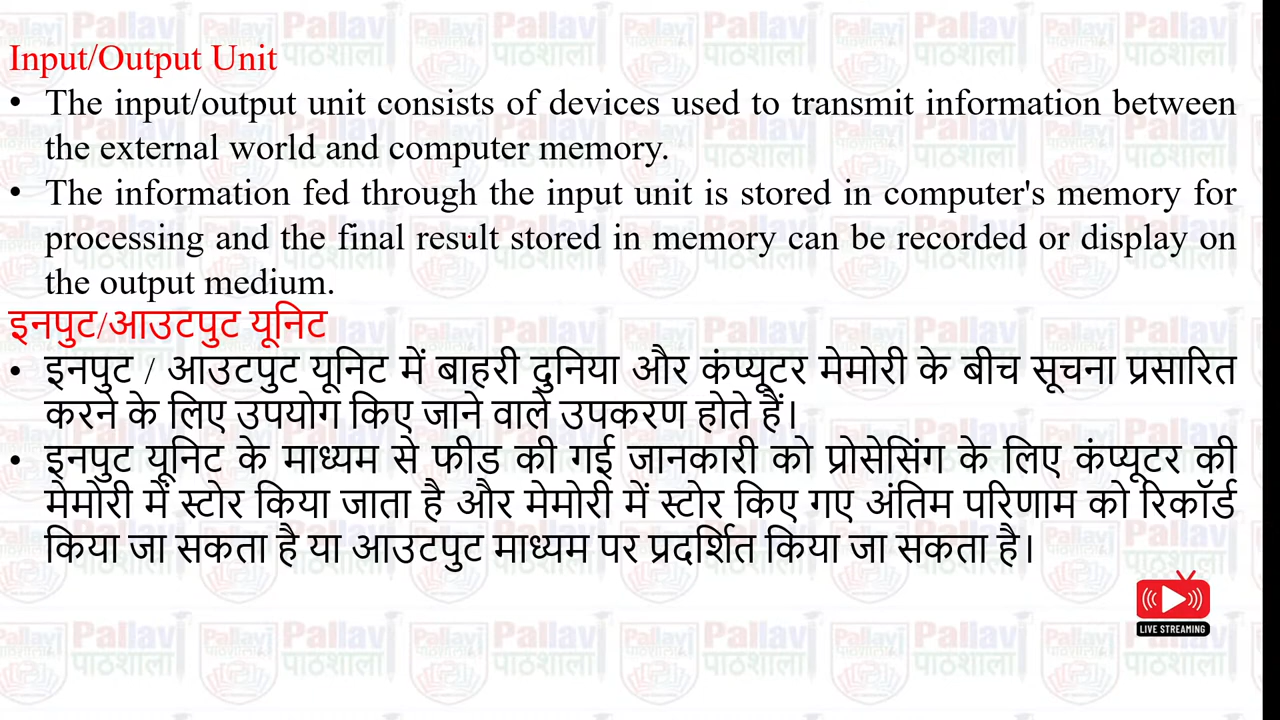 Input/Output Unit
• The input/output unit consists of devices used to transmit information between
the external world and computer memory.
• The information fed through the input unit is stored in computer's memory for
processing and the final result stored in memory can be recorded or display on
the output medium.
इनपुट/आउटपुट यूनिट
• इनपुट / आउटपुट यूनिट में बाहरी दुनिया और कंप्यूटर मेमोरी के बीच सूचना प्रसारित
करने के लिए उपयोग किए जाने वाले उपकरण होते हैं।
• इनपुट यूनिट के माध्यम से फीड की गई जानकारी को प्रोसेसिंग के लिए कंप्यूटर की
मेमोरी में स्टोर किया जाता है और मेमोरी में स्टोर किए गए अंतिम परिणाम को रिकॉर्ड
किया जा सकता है या आउटपुट माध्यम पर प्रदर्शित किया जा सकता है।
LIVE STREAMING
Pallavi
पाठशाला